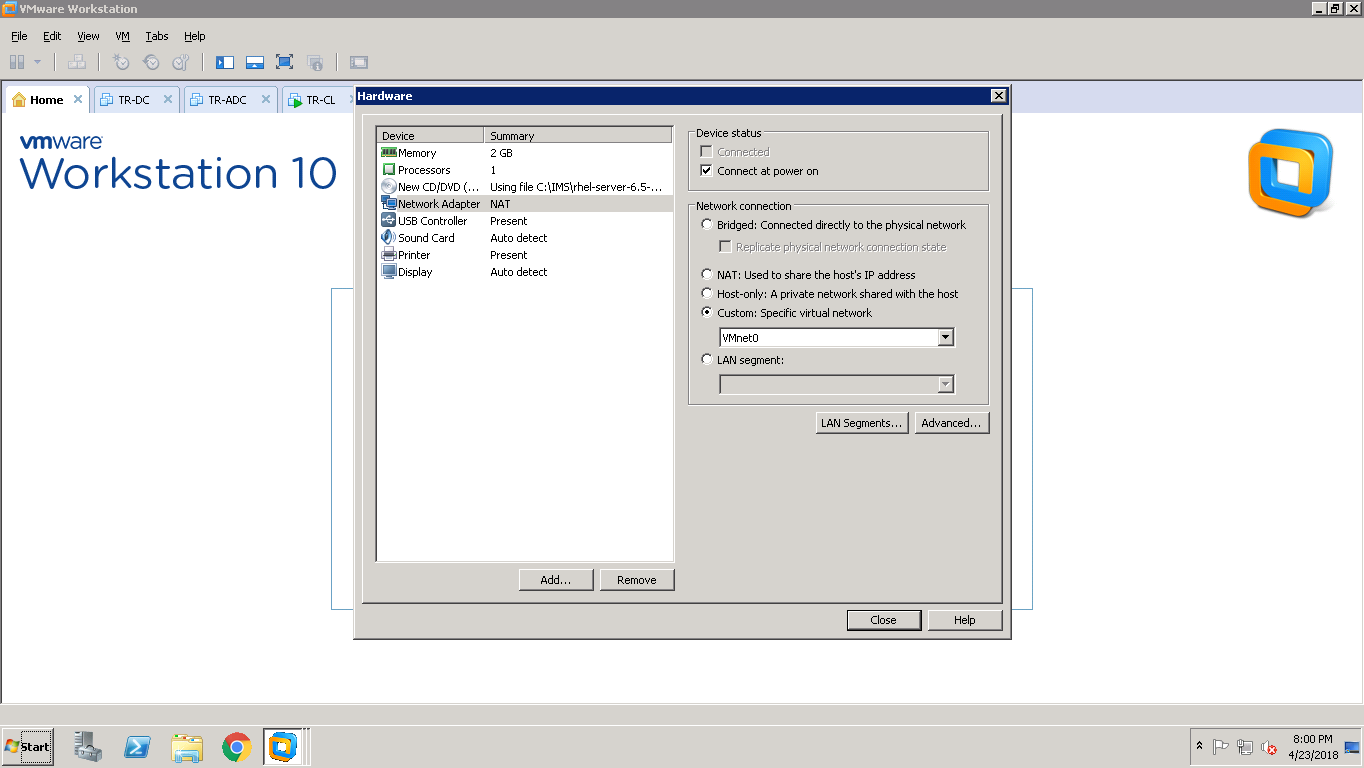 VMware Workstation
File Edit View VM Tabs Help
Home TR-DC TR-ADC TR-CL
vmware
Workstation 10
Hardware
Device Summary
Memory 2 GB
Processors 1
New CD/DVD (... Using file C:\IMS\rhel-server-6.5-...
Network Adapter NAT
USB Controller Present
Sound Card Auto detect
Printer Present
Display Auto detect
Add... Remove
Device status
Connected
Connect at power on
Network connection
Bridged: Connected directly to the physical network
Replicate physical network connection state
NAT: Used to share the host's IP address
Host-only: A private network shared with the host
Custom: Specific virtual network
VMnet0
LAN segment:
LAN Segments... Advanced...
Close Help
Start
8:00 PM
4/23/2018